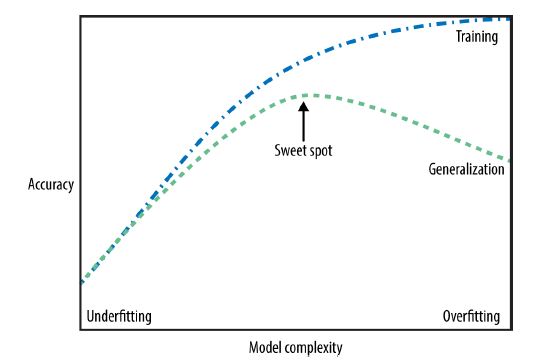 Training
Sweet spot
Generalization
Accuracy
Underfitting
Overfitting
Model complexity